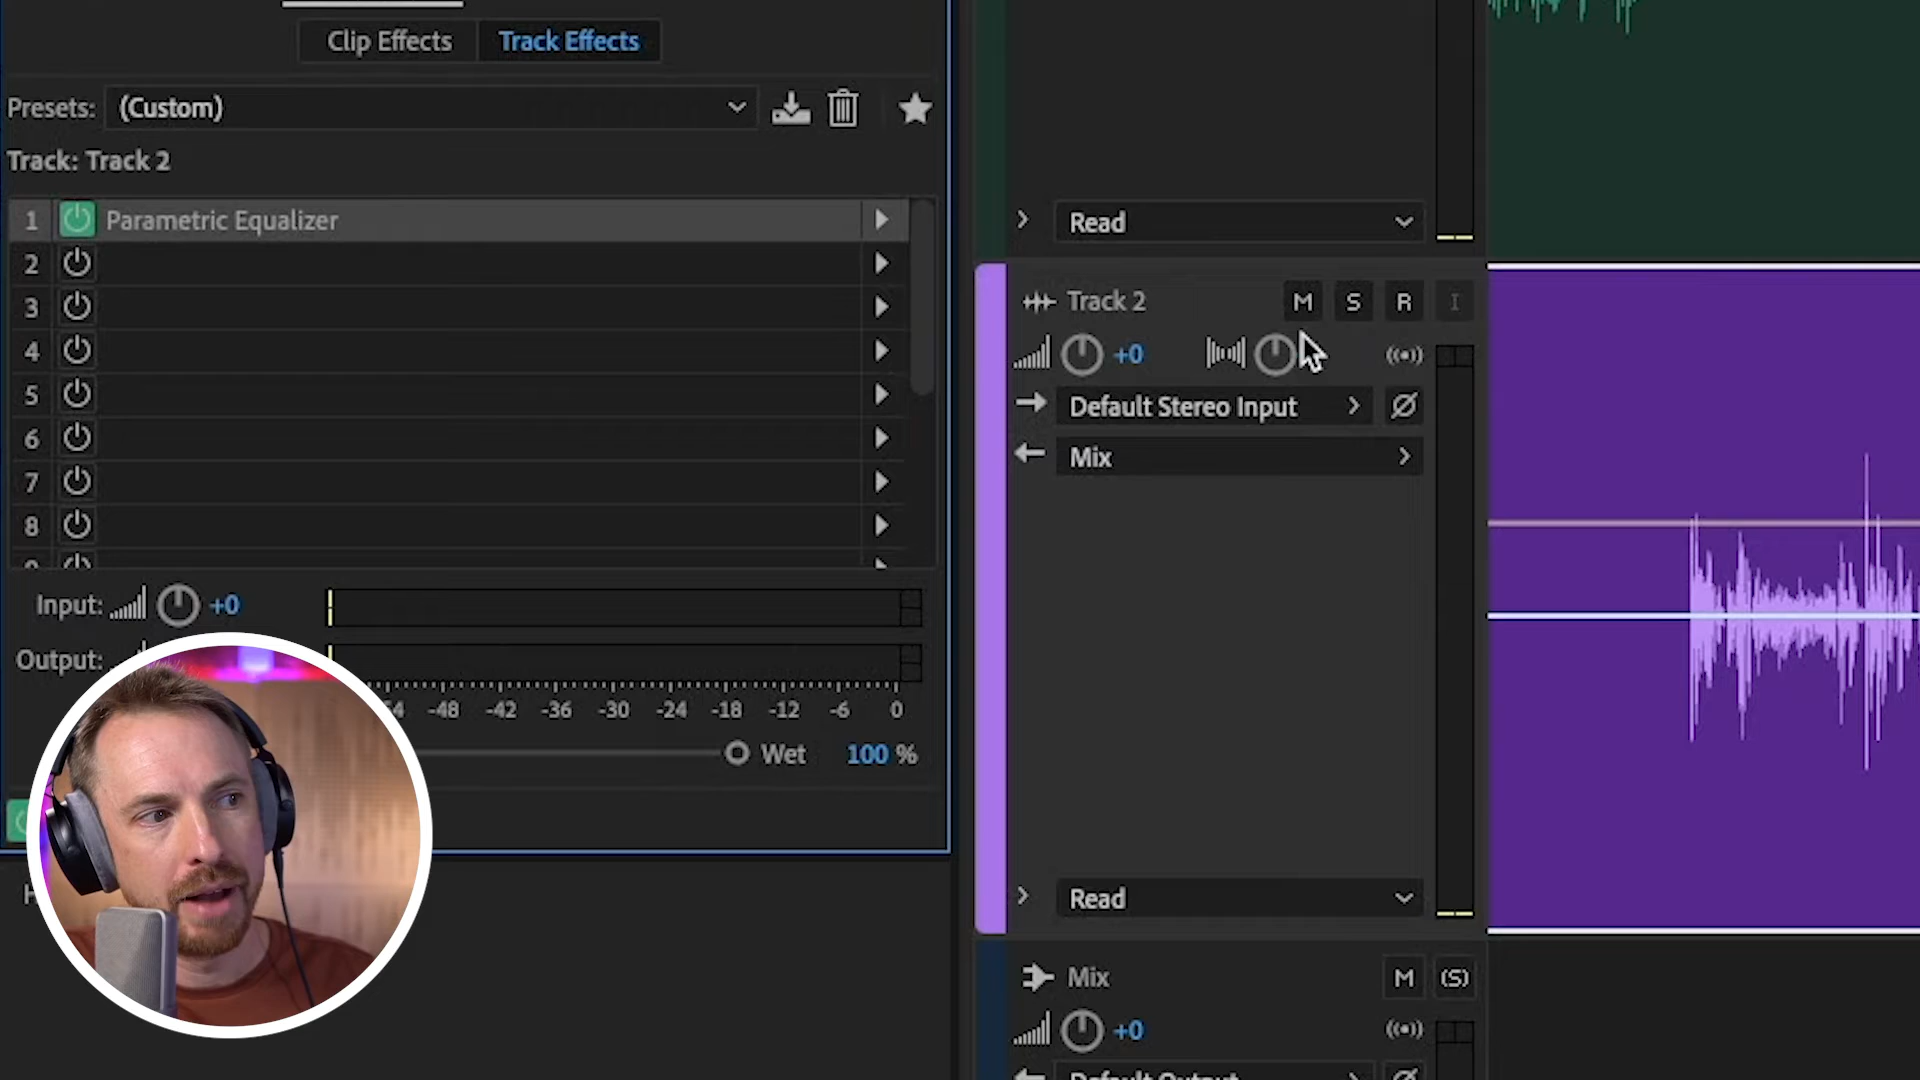 Clip Effects Track Effects
Presets: (Custom)
Track: Track 2
1 Parametric Equalizer
2
3
4
5
6
7
8
Input: +0
Output:
-48 -42 -36 -30 -24 -18 -12 -6 0
Wet 100 %
Read
Track 2 M S R I
+0
Default Stereo Input
Mix
Read
Mix M (S)
+0
Default Output